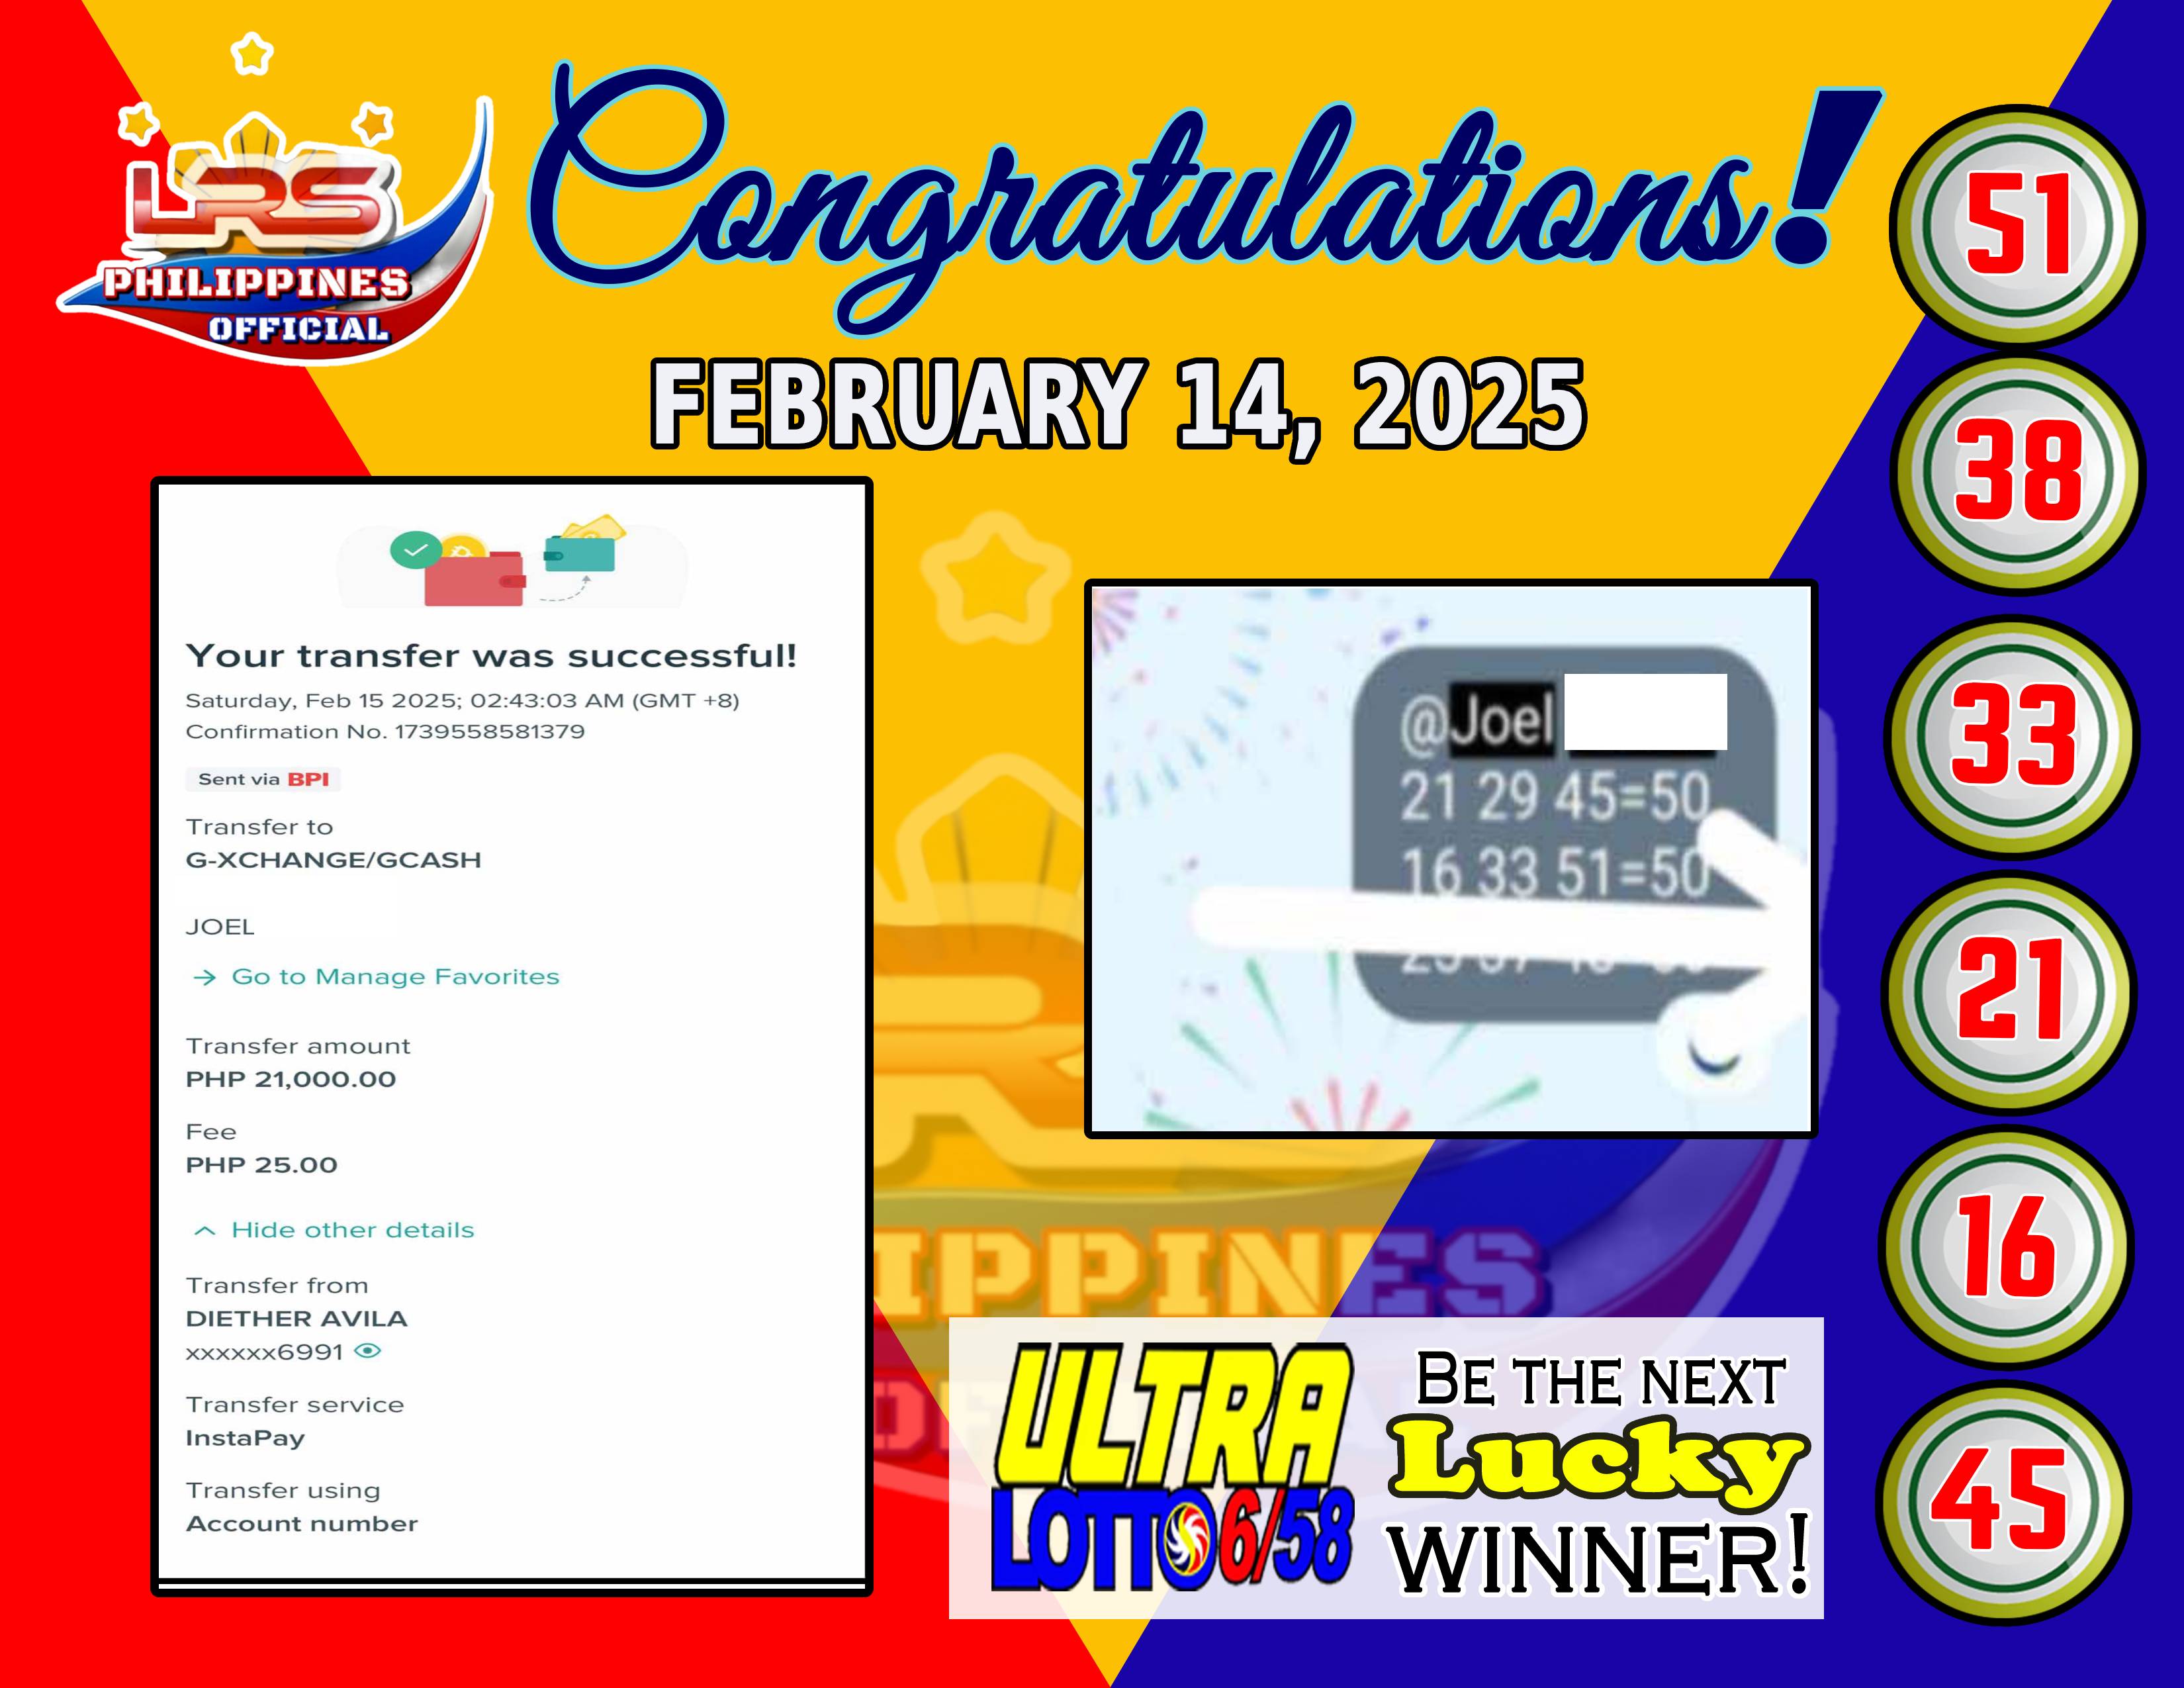 LRS
PHILIPPINES
OFFICIAL
Congratulations!
FEBRUARY 14, 2025
Your transfer was successful!
Saturday, Feb 15 2025; 02:43:03 AM (GMT +8)
Confirmation No. 1739558581379
Sent via BPI
Transfer to
G-XCHANGE/GCASH
JOEL
→ Go to Manage Favorites
Transfer amount
PHP 21,000.00
Fee
PHP 25.00
Hide other details
Transfer from
DIETHER AVILA
xxxxxx6991
Transfer service
InstaPay
Transfer using
Account number
@Joel
21 29 45=50
16 33 51=50
IPPINES
ULTRA
LOTTO 6/58
BE THE NEXT
Lucky
WINNER!
51
38
33
21
16
45